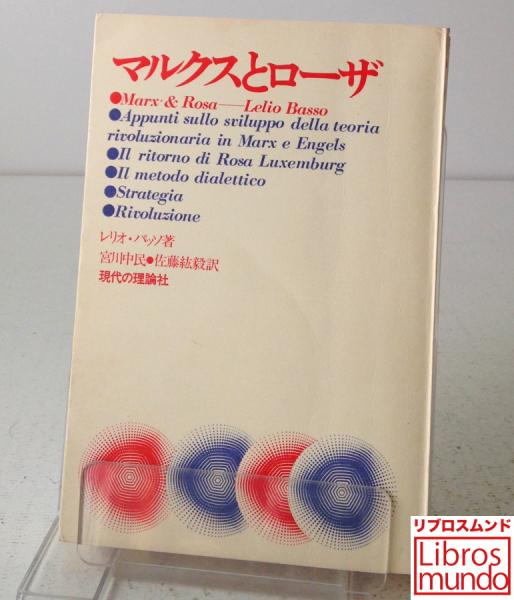 マルクスとローザ
●Marx & Rosa—Lelio Basso
●Appunti sullo sviluppo della teoria
rivoluzionaria in Marx e Engels
●Il ritorno di Rosa Luxemburg
●Il metodo dialettico
●Strategia
●Rivoluzione
レリオ・バッソ著
宮川中民●佐藤紘毅訳
現代の理論社
リブロスムンド
Libros
mundo